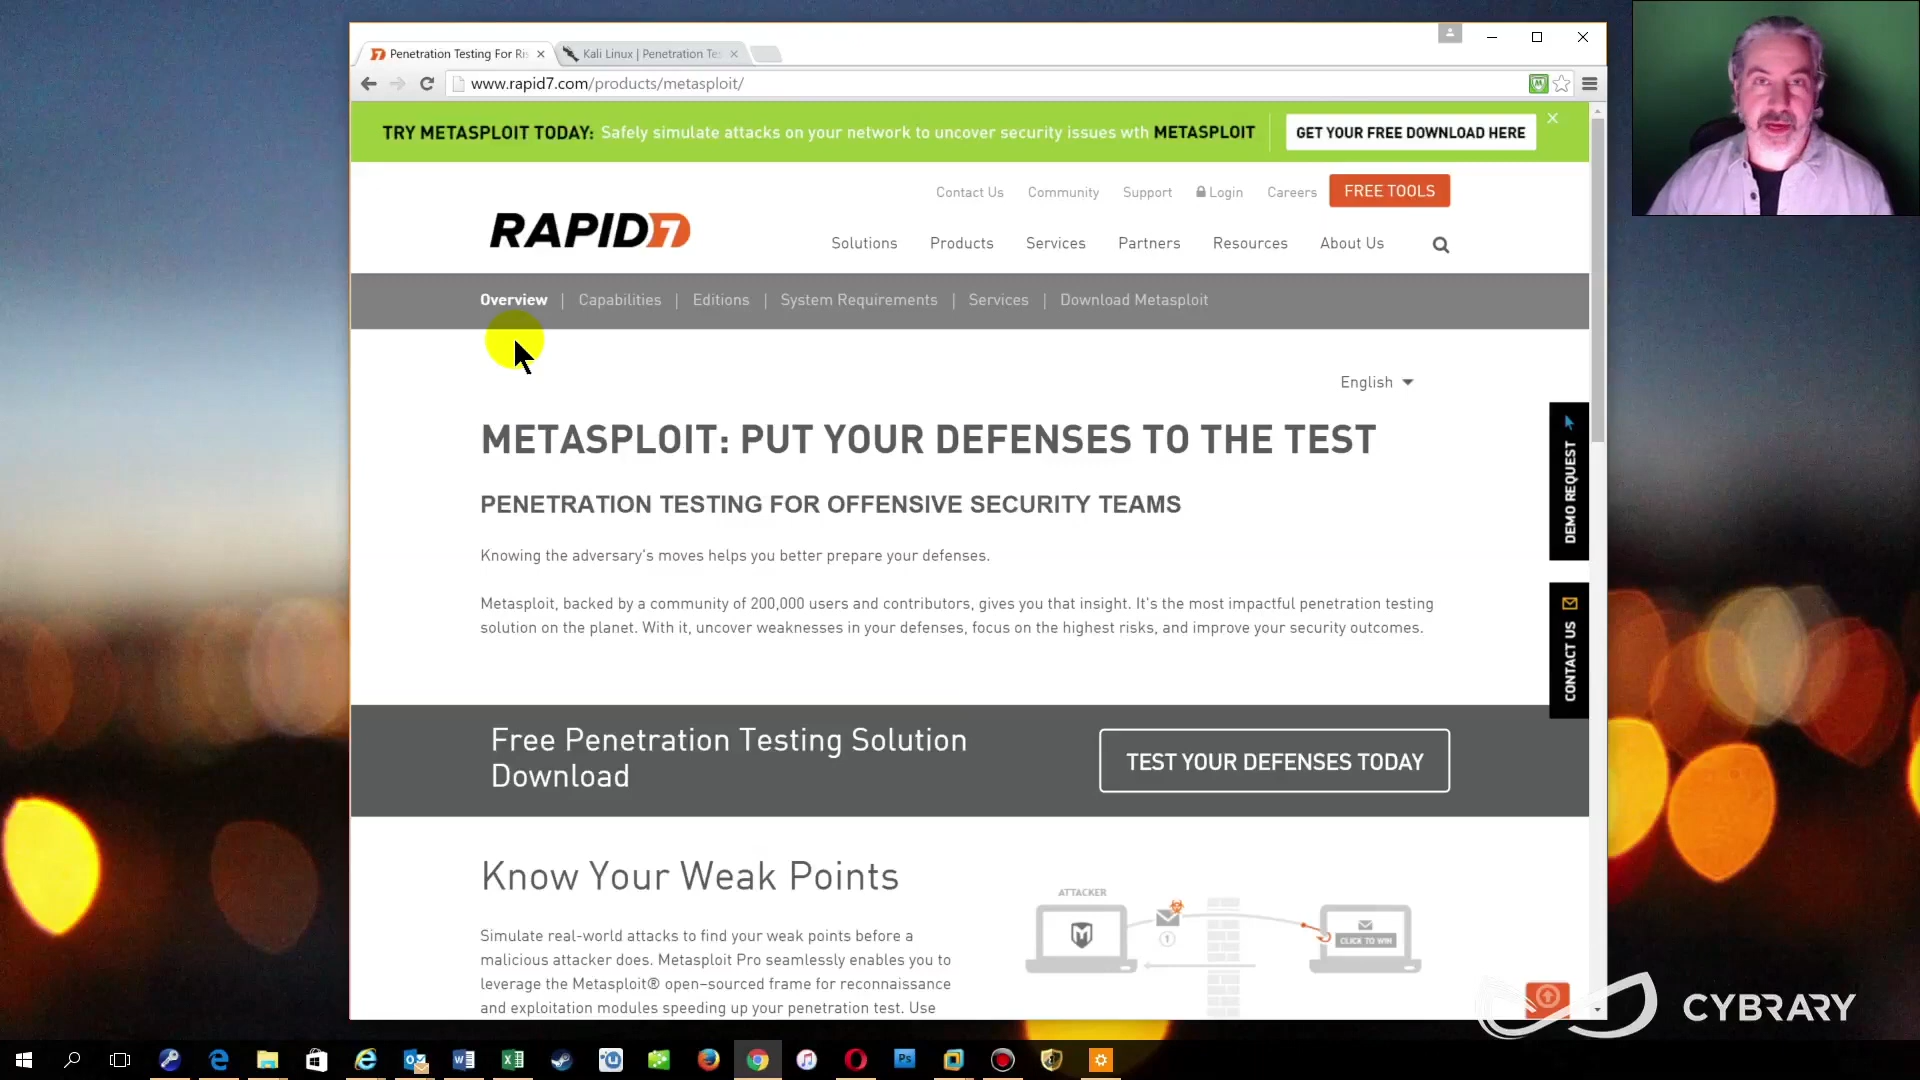 Penetration Testing For Ris
Kali Linux | Penetration Tes
www.rapid7.com/products/metasploit/
TRY METASPLOIT TODAY: Safely simulate attacks on your network to uncover security issues wth METASPLOIT
GET YOUR FREE DOWNLOAD HERE
Contact Us
Community
Support
Login
Careers
FREE TOOLS
RAPID7
Solutions
Products
Services
Partners
Resources
About Us
Overview | Capabilities | Editions | System Requirements | Services | Download Metasploit
English
METASPLOIT: PUT YOUR DEFENSES TO THE TEST
DEMO REQUEST
PENETRATION TESTING FOR OFFENSIVE SECURITY TEAMS
Knowing the adversary's moves helps you better prepare your defenses.
Metasploit, backed by a community of 200,000 users and contributors, gives you that insight. It's the most impactful penetration testing
solution on the planet. With it, uncover weaknesses in your defenses, focus on the highest risks, and improve your security outcomes.
CONTACT US
Free Penetration Testing Solution
Download
TEST YOUR DEFENSES TODAY
Know Your Weak Points
ATTACKER
1
CLICK TO WIN
Simulate real-world attacks to find your weak points before a
malicious attacker does. Metasploit Pro seamlessly enables you to
leverage the Metasploit® open–sourced frame for reconnaissance
and exploitation modules speeding up your penetration test. Use
CYBRARY
Ps